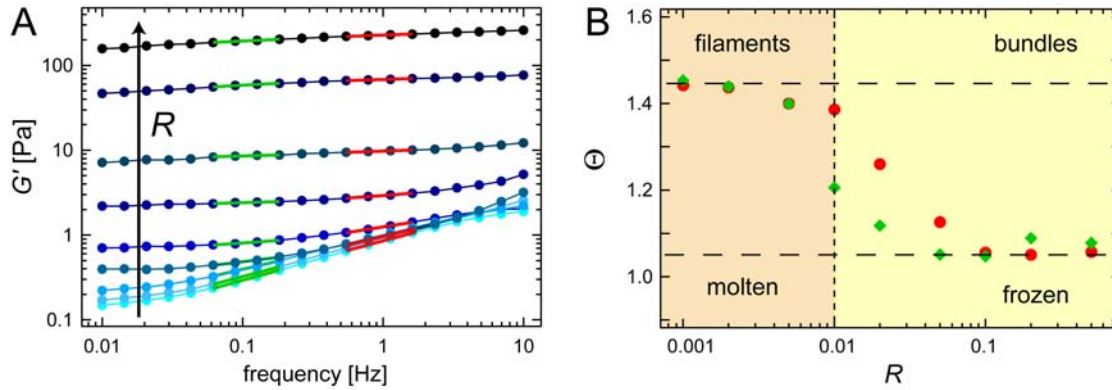 A
G' [Pa]
100
10
1
0.1
R
0.01
0.1
1
10
frequency [Hz]
B
Θ
1.6
1.4
1.2
1.0
filaments
bundles
molten
frozen
0.001
0.01
0.1
R